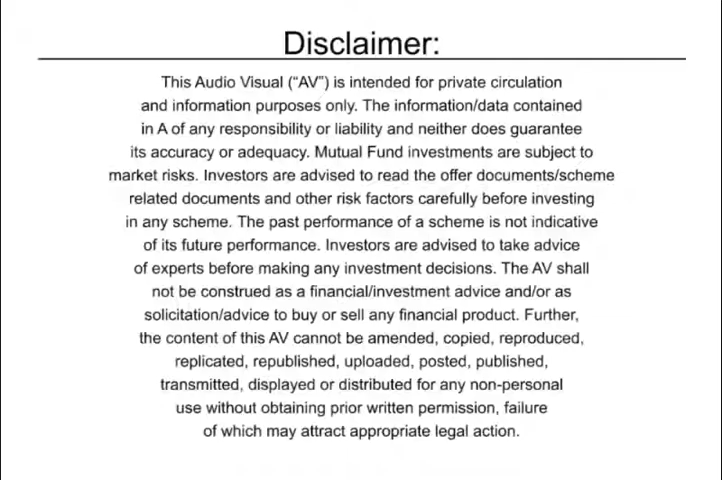 Disclaimer:
This Audio Visual (“AV”) is intended for private circulation
and information purposes only. The information/data contained
in A of any responsibility or liability and neither does guarantee
its accuracy or adequacy. Mutual Fund investments are subject to
market risks. Investors are advised to read the offer documents/scheme
related documents and other risk factors carefully before investing
in any scheme. The past performance of a scheme is not indicative
of its future performance. Investors are advised to take advice
of experts before making any investment decisions. The AV shall
not be construed as a financial/investment advice and/or as
solicitation/advice to buy or sell any financial product. Further,
the content of this AV cannot be amended, copied, reproduced,
replicated, republished, uploaded, posted, published,
transmitted, displayed or distributed for any non-personal
use without obtaining prior written permission, failure
of which may attract appropriate legal action.